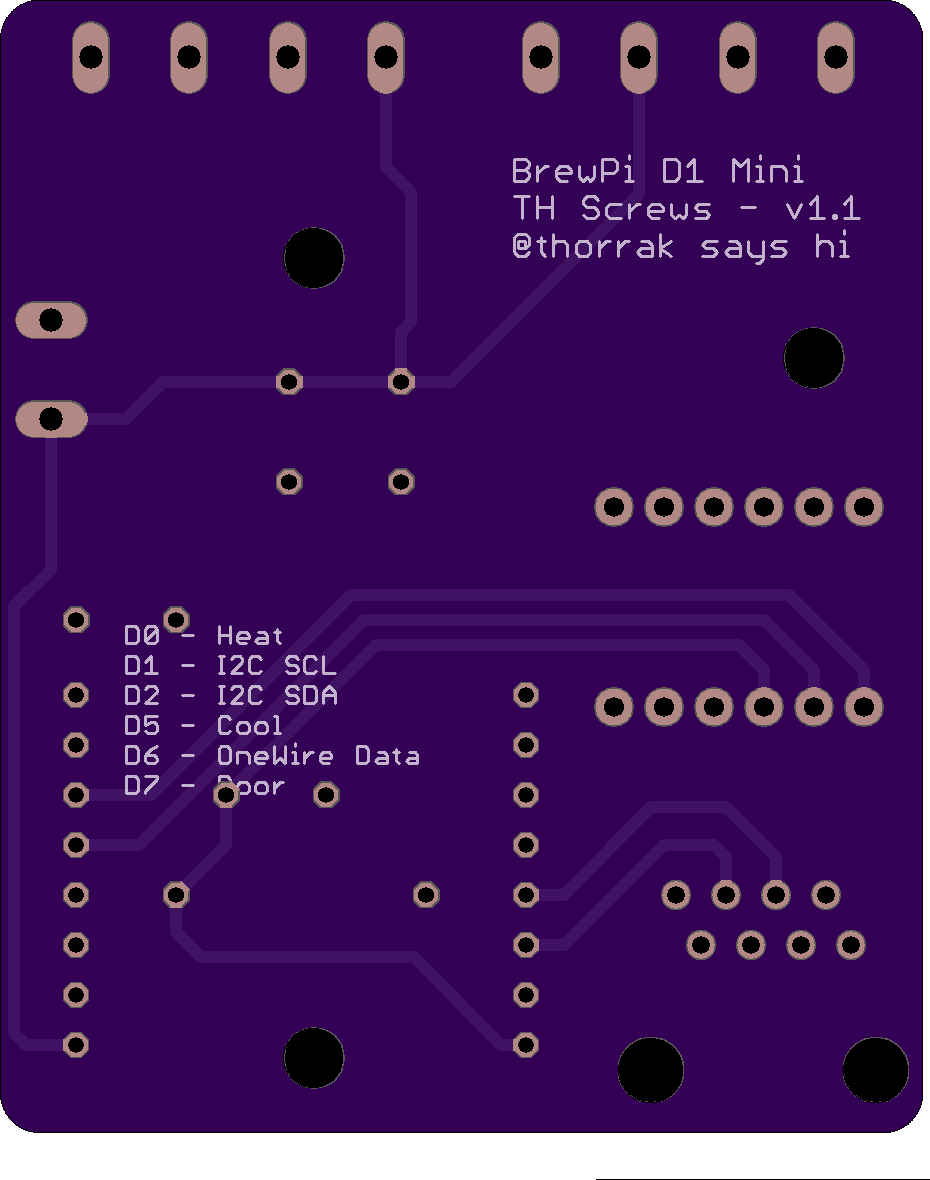 BrewPi D1 Mini
TH Screws - v1.1
@thorrak says hi
D0 - Heat
D1 - I2C SCL
D2 - I2C SDA
D5 - Cool
D6 - OneWire Data
D7 - Door